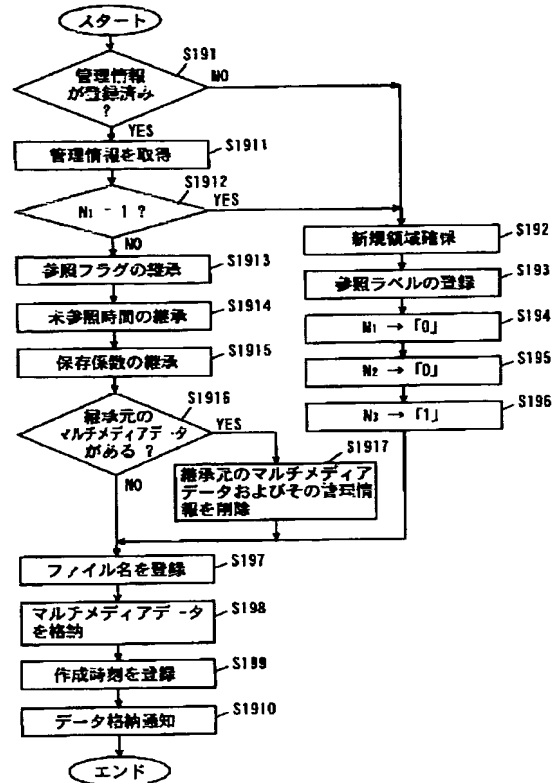 スタート
S191
管理情報
が登録済み
?
NO
YES
管理情報を取得
S1911
S1912
N₁ = 1 ?
YES
NO
参照フラグの継承
S1913
未参照時間の継承
S1914
保存係数の継承
S1915
新規領域確保
S192
参照ラベルの登録
S193
N₁ → 「0」
S194
N₂ → 「0」
S195
N₃ → 「1」
S196
S1916
継承元の
マルチメディアデータ
がある ?
YES
NO
S1917
継承元のマルチメディア
データおよびその管理情
報を削除
ファイル名を登録
S197
マルチメディアデータ
を格納
S198
作成時刻を登録
S199
データ格納通知
S1910
エンド